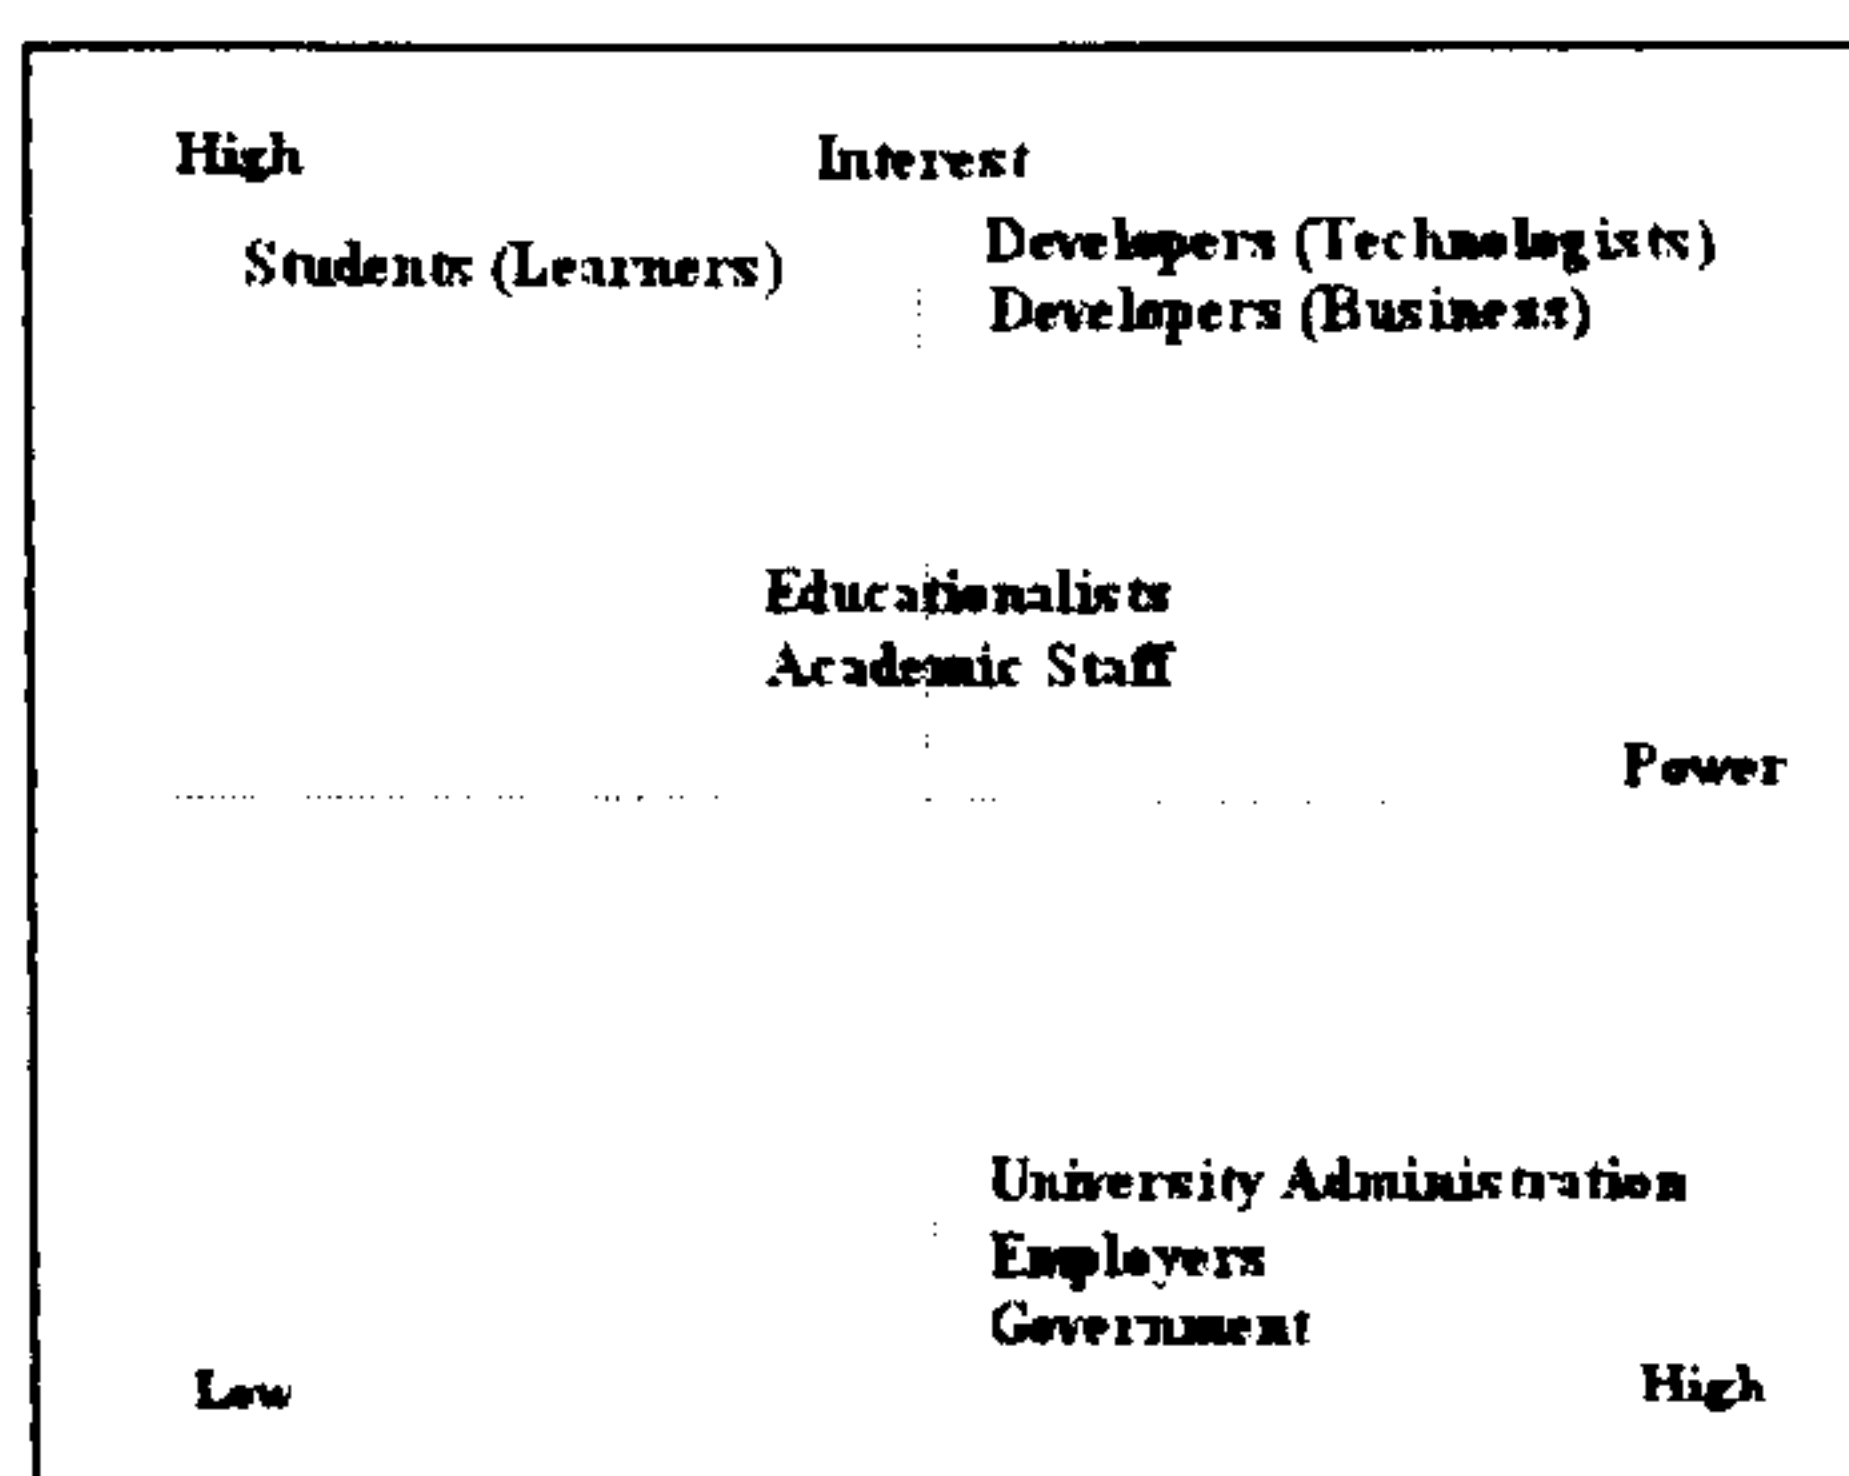 High Interest
Students (Learners) Developers (Technologists)
Developers (Business)
Educationalists
Academic Staff
Power
University Administration
Employers
Government
Low High